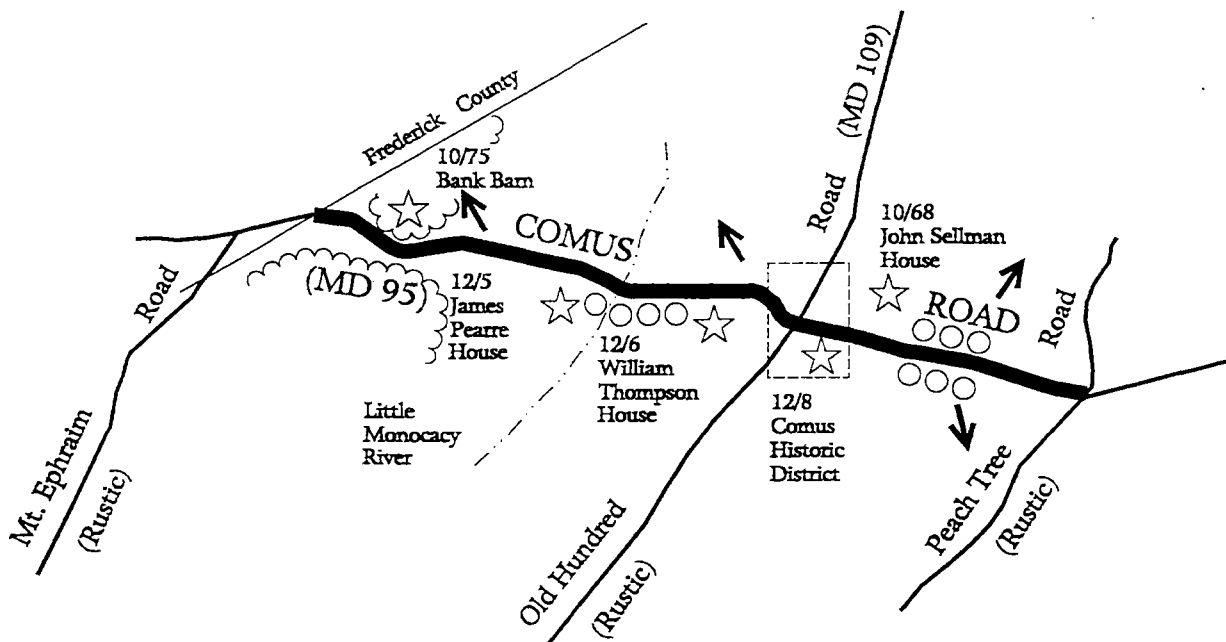 Frederick County
10/75
Bank Barn
COMUS
(MD 95)
12/5
James
Pearre
House
12/6
William
Thompson
House
Little
Monocacy
River
Road
(MD 109)
10/68
John Sellman
House
ROAD
Road
12/8
Comus
Historic
District
Road
Mt. Ephraim
(Rustic)
Old Hundred
(Rustic)
Peach Tree
(Rustic)